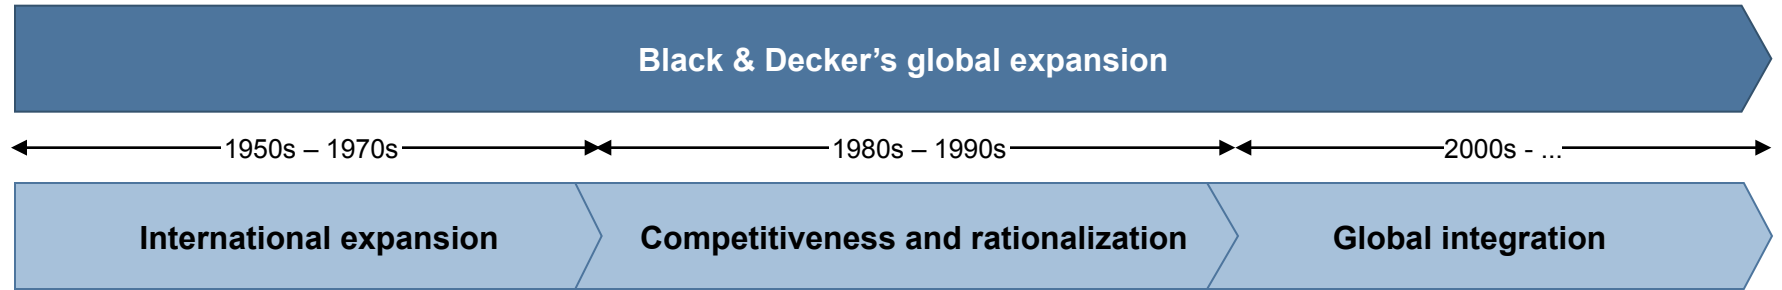 Black & Decker’s global expansion
1950s – 1970s
1980s – 1990s
2000s - ...
International expansion
Competitiveness and rationalization
Global integration